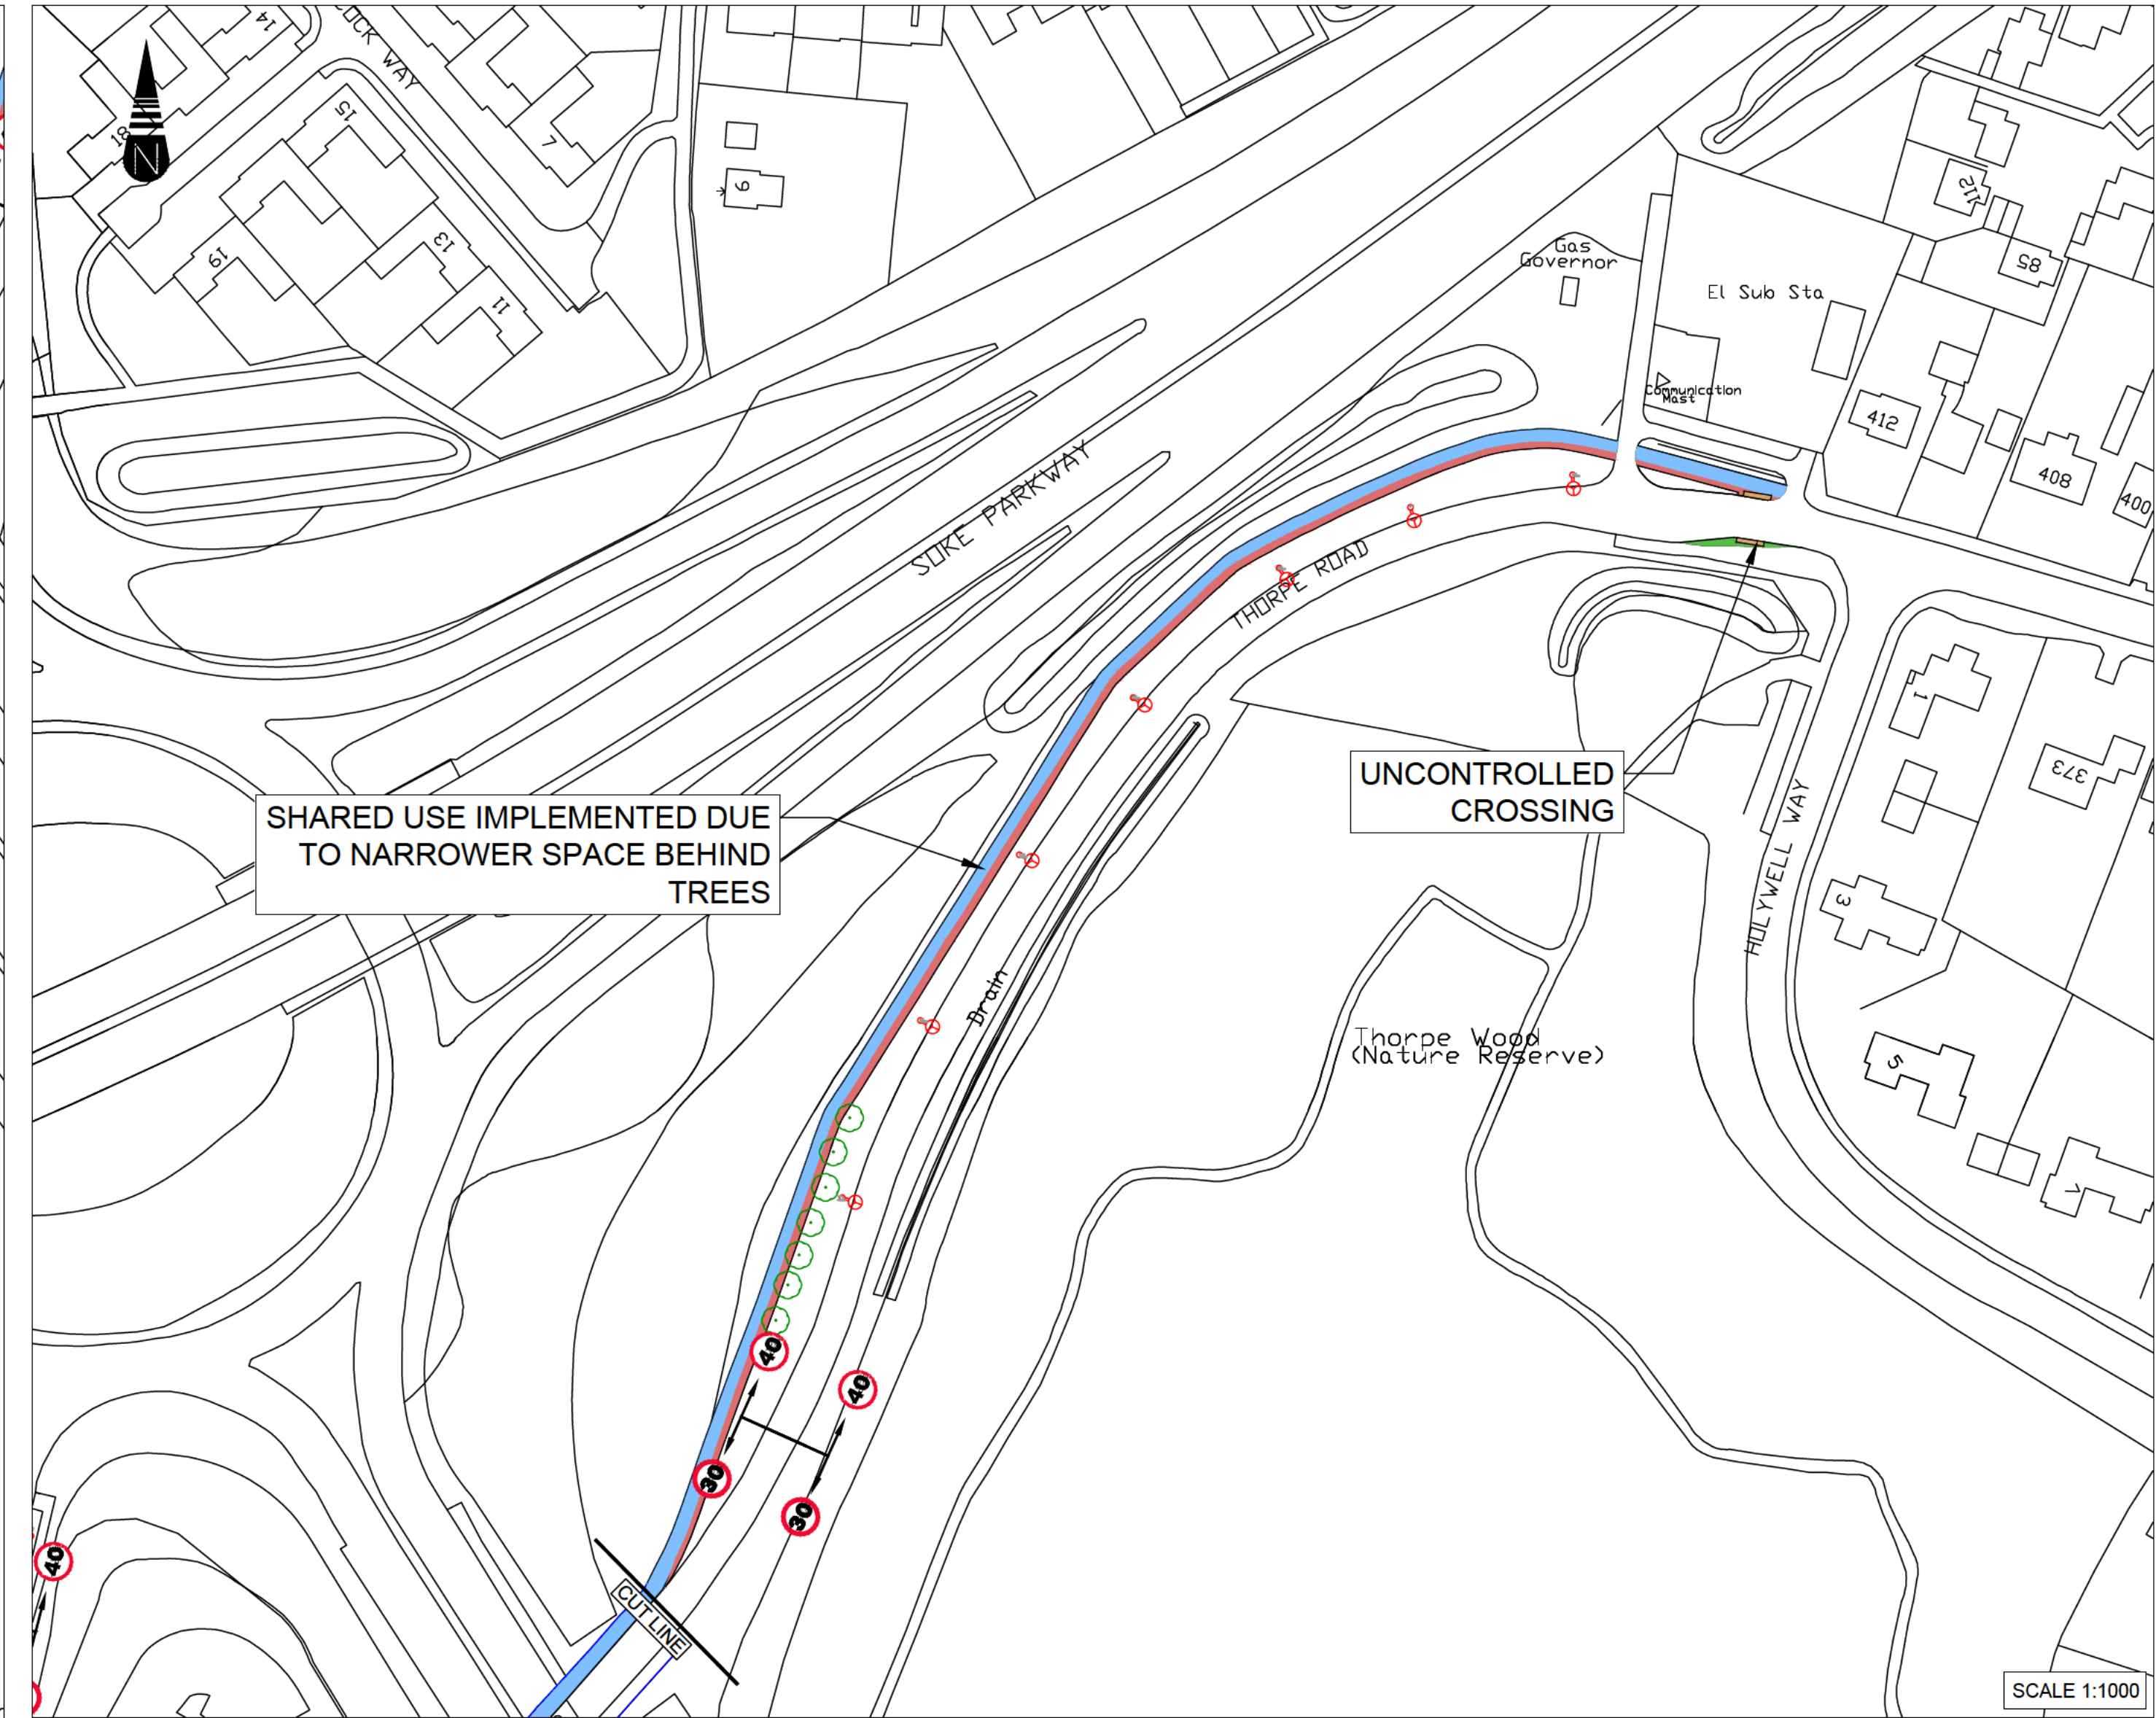 14
18
15
7
N
9
19
13
11
112
85
Gas
Governor
El Sub Sta
Communication
Mast
412
408
400
SOKE PARKWAY
THORPE ROAD
1
373
UNCONTROLLED
CROSSING
SHARED USE IMPLEMENTED DUE
TO NARROWER SPACE BEHIND
TREES
HOLYWELL WAY
3
Drain
Thorpe Wood
(Nature Reserve)
5
7
40
40
30
30
40
CUT LINE
SCALE 1:1000